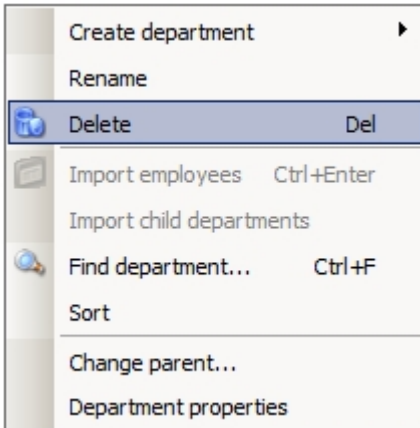 Create department
Rename
Delete Del
Import employees Ctrl+Enter
Import child departments
Find department... Ctrl+F
Sort
Change parent...
Department properties